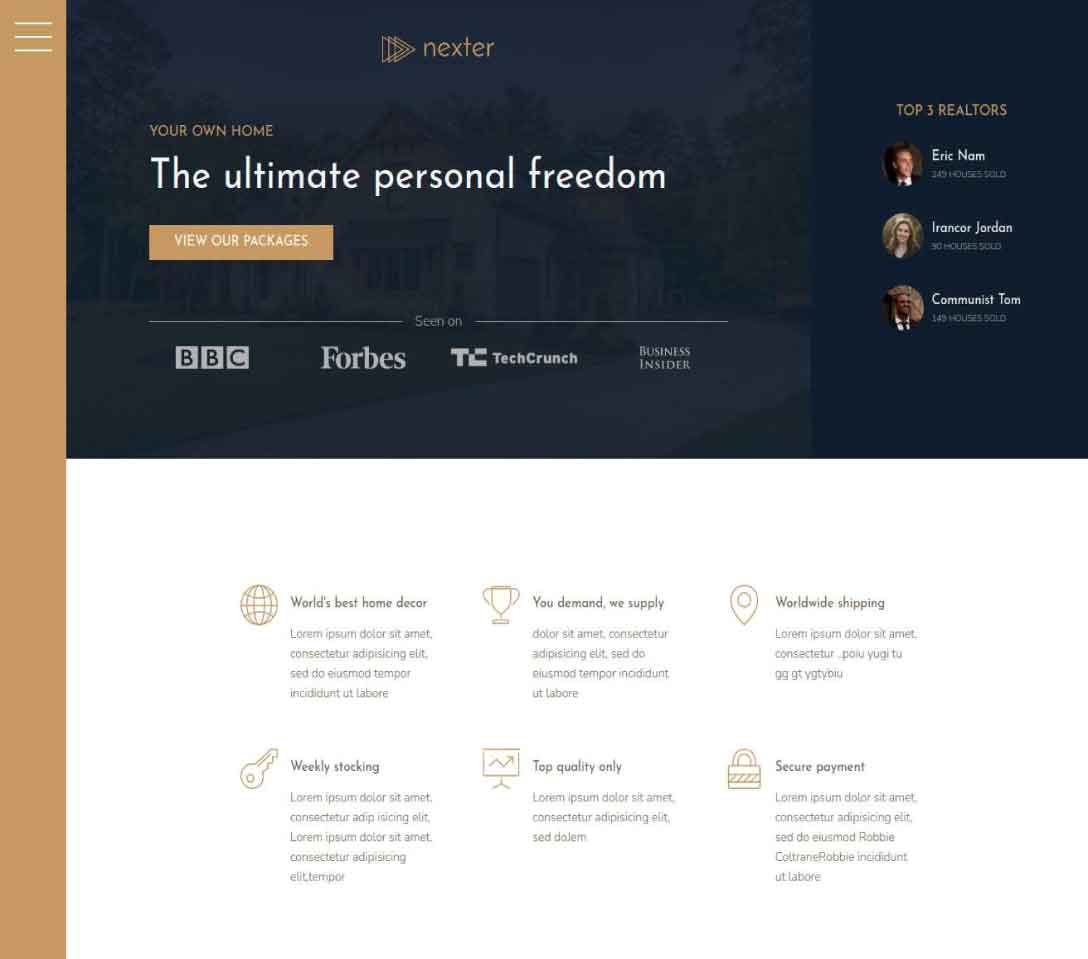 nexter
YOUR OWN HOME
The ultimate personal freedom
VIEW OUR PACKAGES
Seen on
BBC
Forbes
TC TechCrunch
BUSINESS
INSIDER
TOP 3 REALTORS
Eric Nam
249 HOUSES SOLD
Irancor Jordan
90 HOUSES SOLD
Communist Tom
149 HOUSES SOLD
World's best home decor
Lorem ipsum dolor sit amet,
consectetur adipisicing elit,
sed do eiusmod tempor
incididunt ut labore
You demand, we supply
dolor sit amet, consectetur
adipisicing elit, sed do
eiusmod tempor incididunt
ut labore
Worldwide shipping
Lorem ipsum dolor sit amet,
consectetur ..poiu yugi tu
gg gt ygtybiu
Weekly stocking
Lorem ipsum dolor sit amet,
consectetur adip isicing elit,
Lorem ipsum dolor sit amet,
consectetur adipisicing
elit,tempor
Top quality only
Lorem ipsum dolor sit amet,
consectetur adipisicing elit,
sed doJem
Secure payment
Lorem ipsum dolor sit amet,
consectetur adipisicing elit,
sed do eiusmod Robbie
ColtraneRobbie incididunt
ut labore